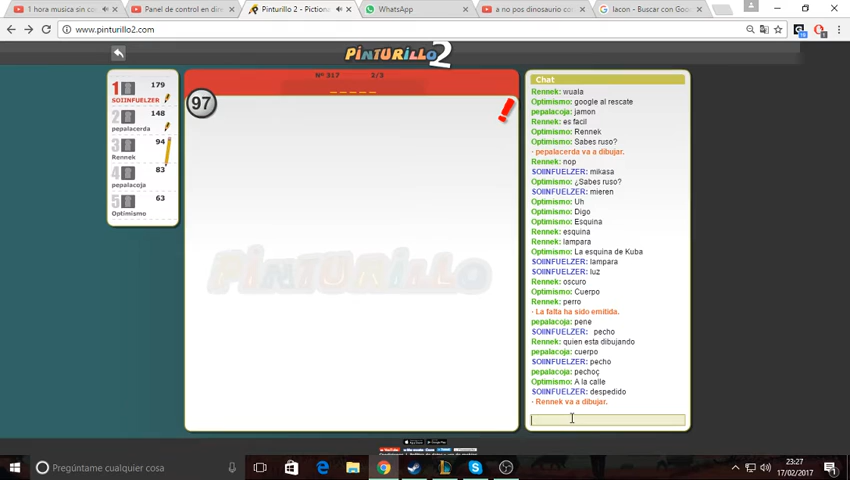 1 hora musica sin co
Panel de control en dire
Pinturillo 2 - Pictiona
WhatsApp
a no pos dinosaurio co
lacon - Buscar con Goo
www.pinturillo2.com
PINTURILLO 2
Nº 317 2/3
97
1 179
SOIINFUELZER
2 148
pepalacerda
3 94
Rennek
4 83
pepalacoja
5 63
Optimismo
PINTURILLO
Chat
Rennek: wuala
Optimismo: google al rescate
pepalacoja: jamon
Rennek: es facil
Optimismo: Rennek
Optimismo: Sabes ruso?
· pepalacerda va a dibujar.
Rennek: nop
SOIINFUELZER: mikasa
Optimismo: ¿Sabes ruso?
SOIINFUELZER: mieren
Optimismo: Uh
Optimismo: Digo
Optimismo: Esquina
Rennek: esquina
Rennek: lampara
Optimismo: La esquina de Kuba
SOIINFUELZER: lampara
SOIINFUELZER: luz
Rennek: oscuro
Optimismo: Cuerpo
Rennek: perro
· La falta ha sido emitida.
pepalacoja: pene
SOIINFUELZER: pecho
Rennek: quien esta dibujando
pepalacoja: cuerpo
SOIINFUELZER: pecho
pepalacoja: pechoç
Optimismo: A la calle
SOIINFUELZER: despedido
· Rennek va a dibujar.
Pregúntame cualquier cosa
23:27
17/02/2017